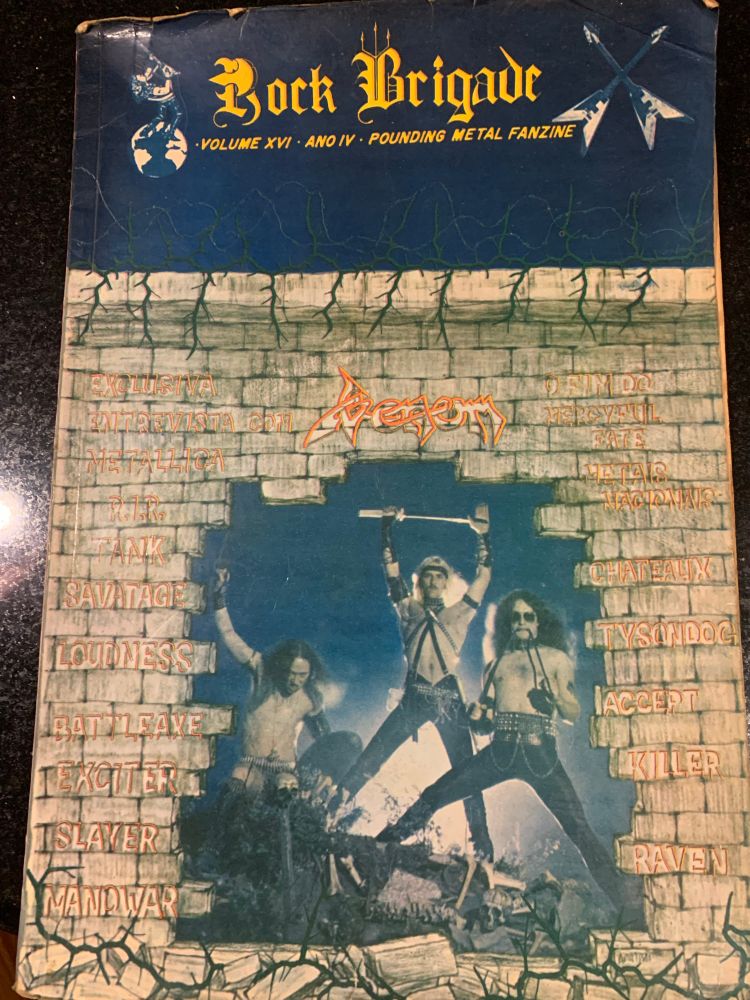 Rock Brigade
·VOLUME XVI · ANO IV · POUNDING METAL FANZINE
EXCLUSIVA
ENTREVISTA COM
METALLICA
R.I.R.
TANK
SAVATAGE
LOUDNESS
BATTLEAXE
EXCITER
SLAYER
MANOWAR
Venom
O FIM DO
MERCYFUL
FATE
METAIS
NACIONAIS
CHATEAUX
TYSONDOG
ACCEPT
KILLER
RAVEN